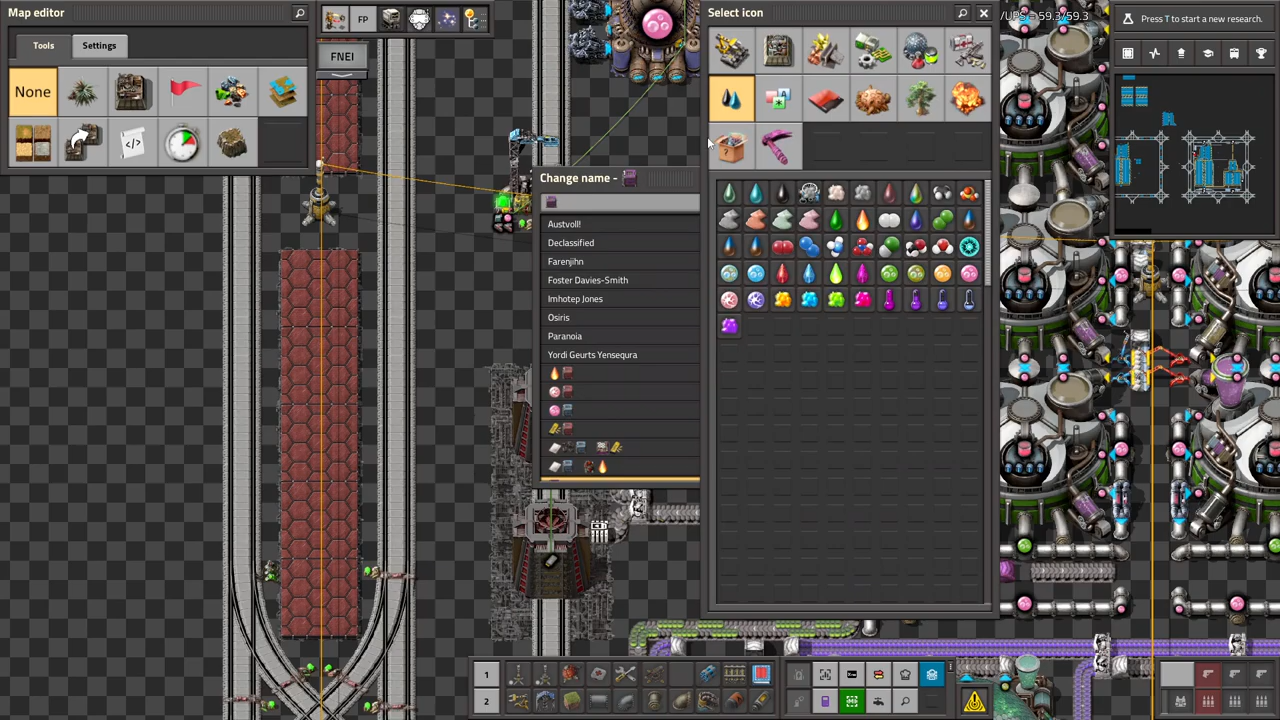 Map editor
Tools
Settings
None
FP
FNEI
Select icon
/UPS = 59.3/59.3
Press T to start a new research.
Change name -
Austvoll!
Declassified
Farenjihn
Foster Davies-Smith
Imhotep Jones
Osiris
Paranoia
Yordi Geurts Yensequra
1
2